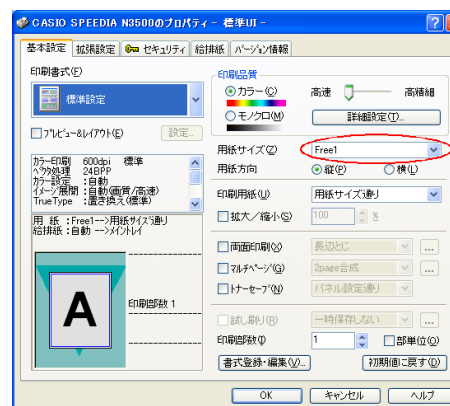 CASIO SPEEDIA N3500のプロパティ - 標準UI -
基本設定 拡張設定 セキュリティ 給排紙 バージョン情報
印刷書式(F)
標準設定
プレビュー&レイアウト(E) 設定...
カラー印刷 600dpi 標準
ベタ処理 24BPP
カラー設定 :自動
イメージ展開 :自動(画質/高速)
TrueType :置き換え(標準)
用 紙 :Free1-->用紙サイズ通り
給排紙:自動 -->メイントレイ
A
印刷部数 1
印刷品質
カラー(C) 高速 高精細
モノクロ(M) 詳細設定(T)...
用紙サイズ(Z) Free1
用紙方向 縦(P) 横(L)
印刷用紙(U) 用紙サイズ通り
拡大/縮小(S) 100 %
両面印刷(X) 長辺とじ ...
マルチページ(G) 2page合成 ...
トナーセーブ(N) パネル設定通り
試し刷り(R) 一時保存しない ...
印刷部数(I) 1 部単位(O)
書式登録・編集(V)... 初期値に戻す(D)
OK キャンセル ヘルプ